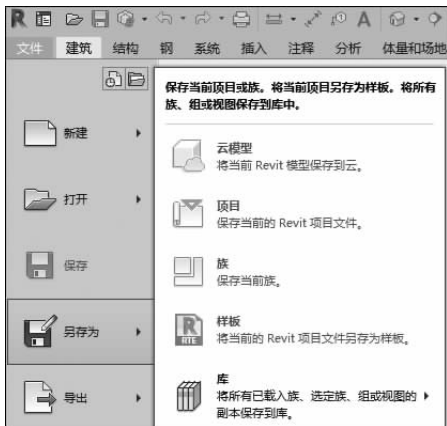 文件 建筑 结构 钢 系统 插入 注释 分析 体量和场地
保存当前项目或族。将当前项目另存为样板。将所有
族、组或视图保存到库中。
新建
打开
保存
另存为
导出
云模型
将当前 Revit 模型保存到云。
项目
保存当前的 Revit 项目文件。
族
保存当前族。
样板
将当前的 Revit 项目文件另存为样板。
库
将所有已载入族、选定族、组或视图的
副本保存到库。
R
RTE